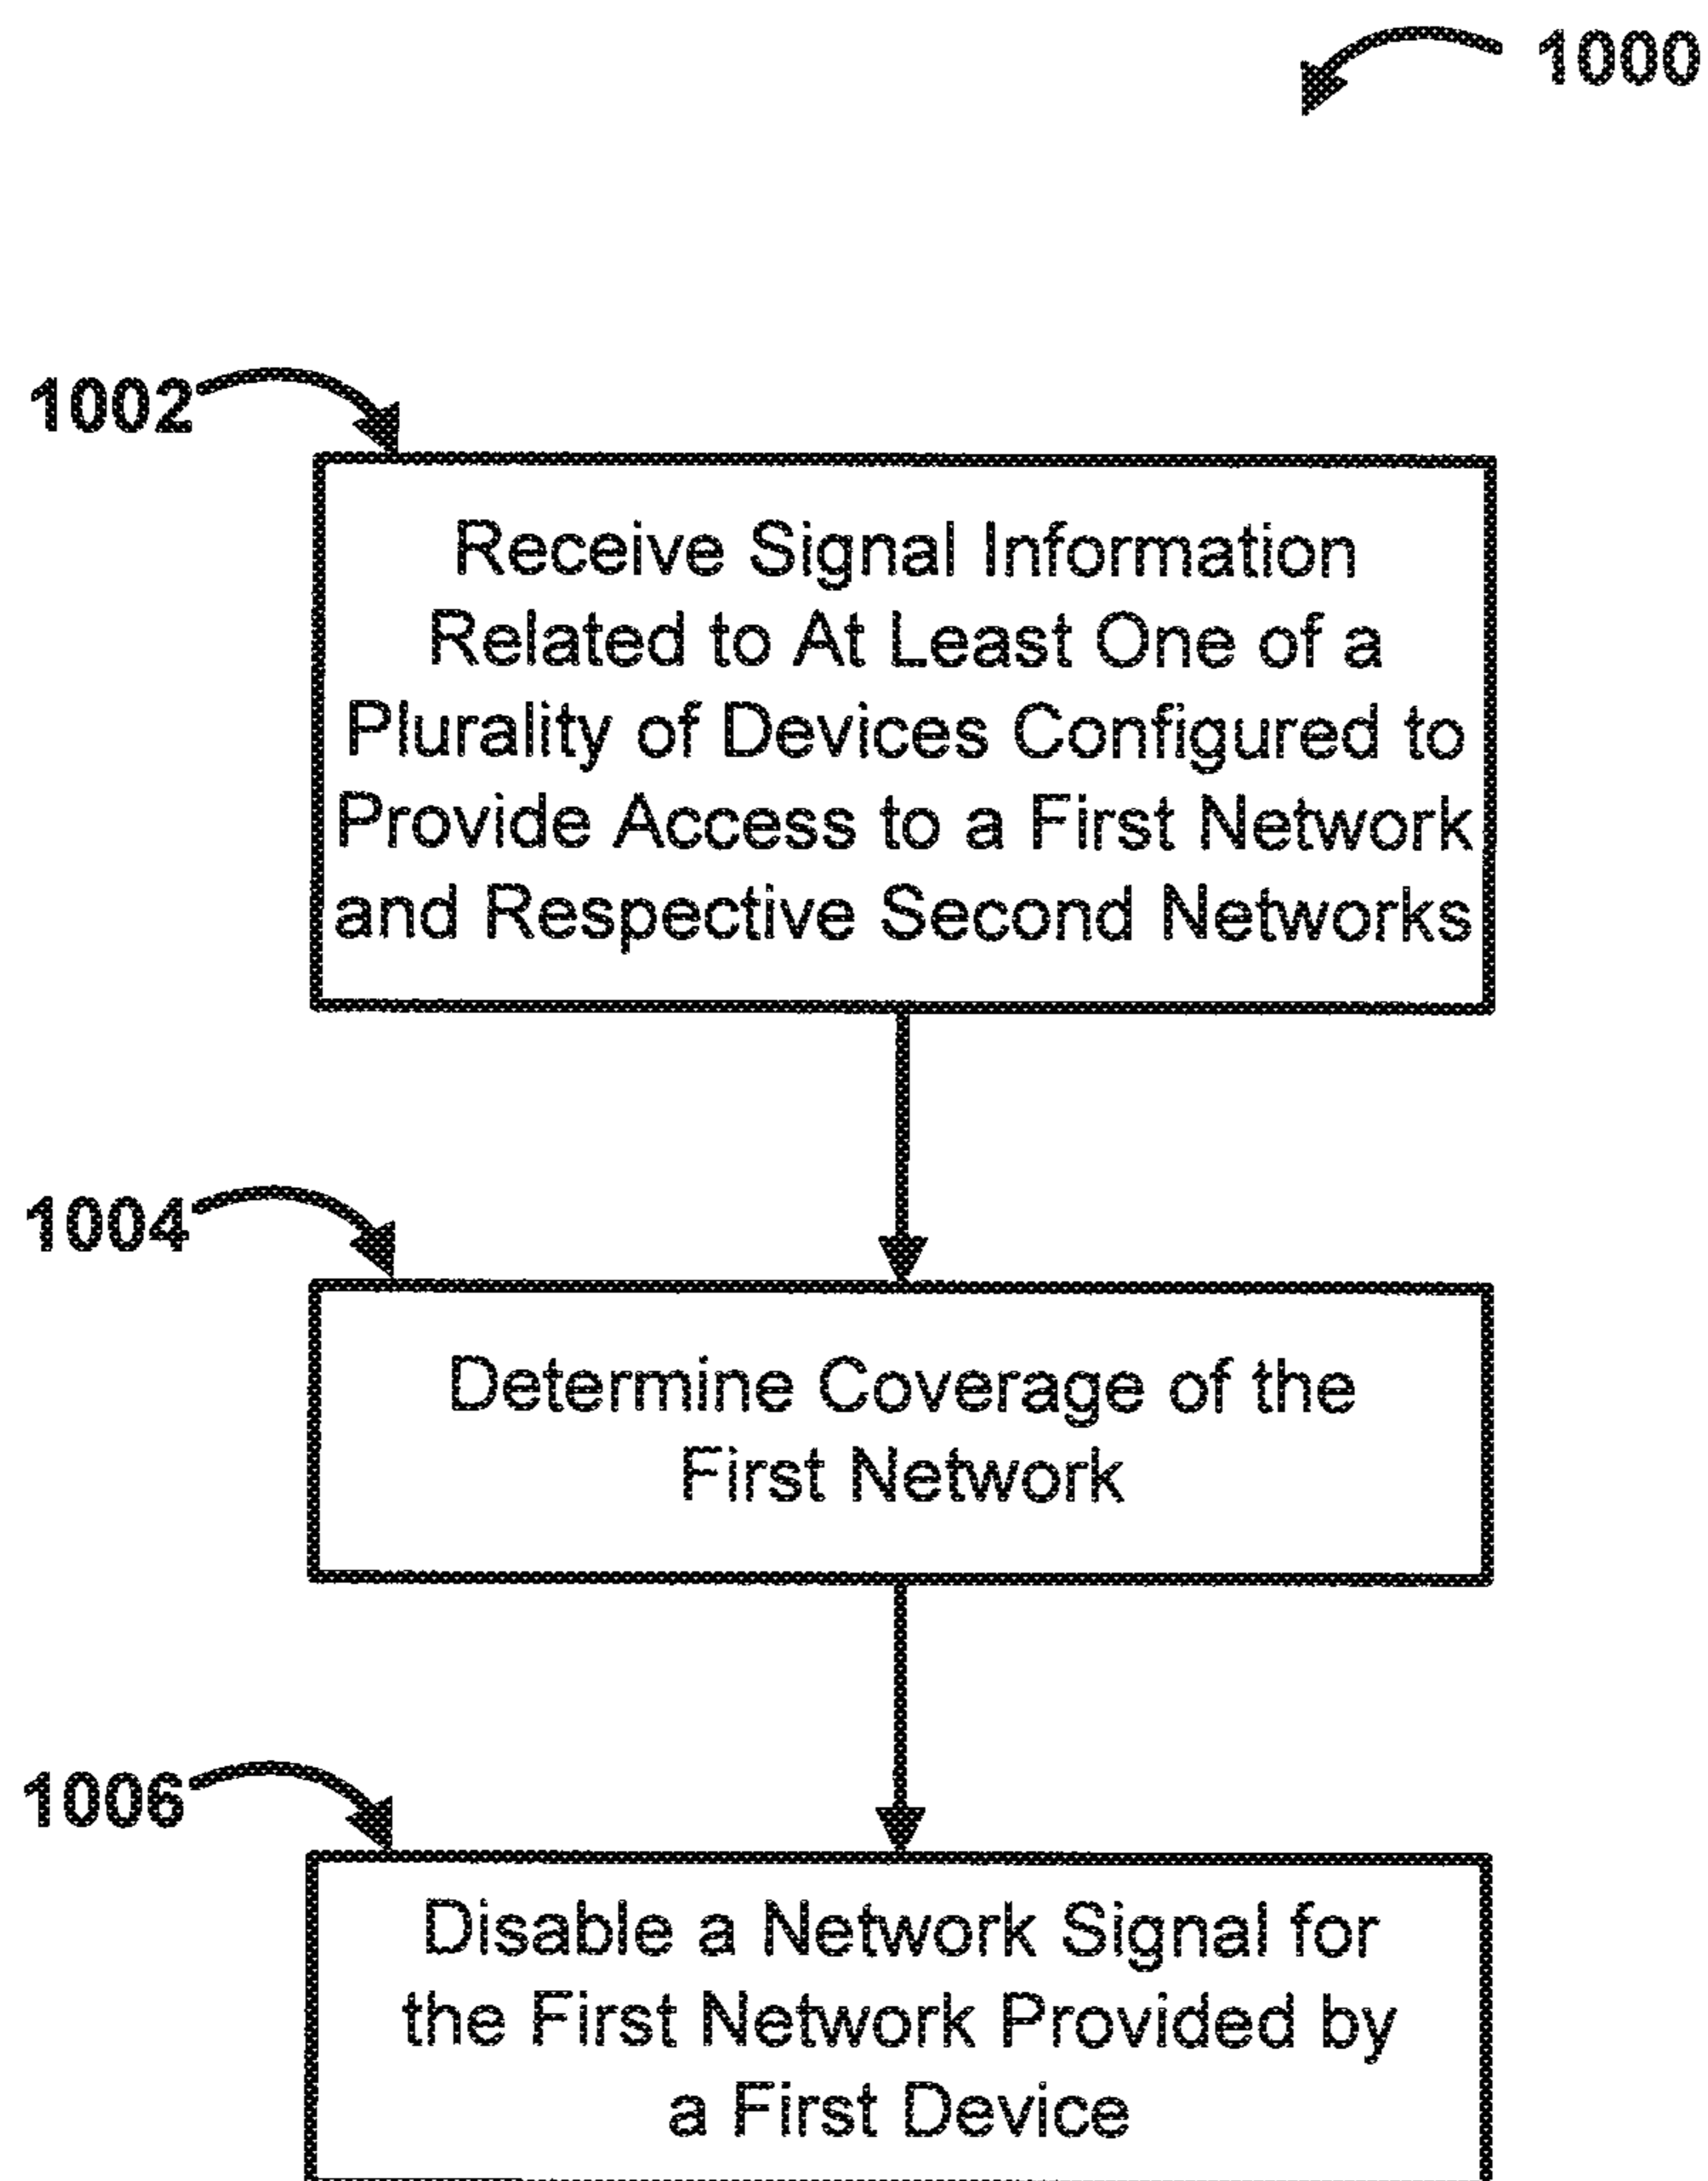 1000
1002
Receive Signal Information
Related to At Least One of a
Plurality of Devices Configured to
Provide Access to a First Network
and Respective Second Networks
1004
Determine Coverage of the
First Network
1006
Disable a Network Signal for
the First Network Provided by
a First Device